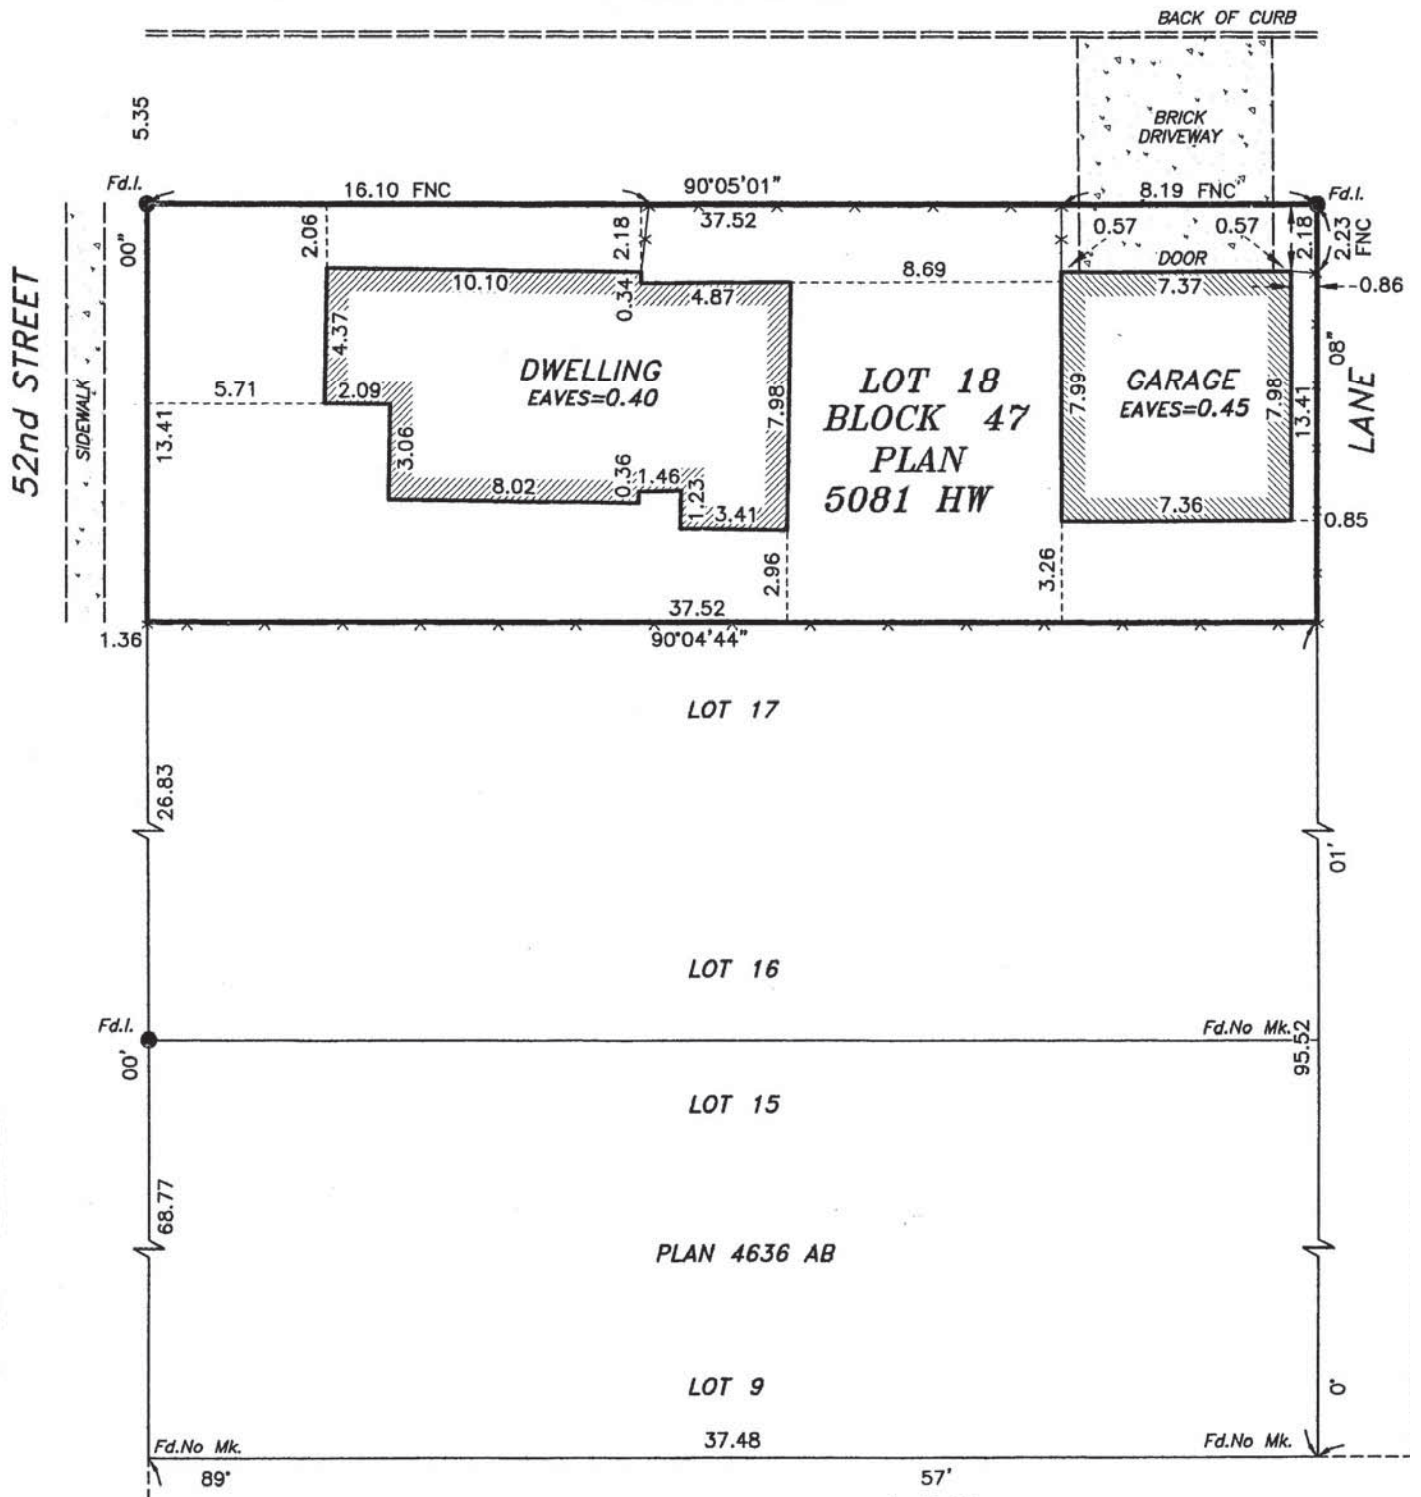 BACK OF CURB
5.35
BRICK
DRIVEWAY
Fd.I.
16.10 FNC
90°05'01"
8.19 FNC
Fd.I.
37.52
00"
2.06
2.18
0.57
0.57
2.18
2.23
FNC
DOOR
8.69
10.10
0.34
4.87
7.37
0.86
52nd STREET
SIDEWALK
4.37
5.71
2.09
DWELLING
EAVES=0.40
7.98
LOT 18
BLOCK 47
PLAN
5081 HW
7.99
GARAGE
EAVES=0.45
7.98
13.41
08"
LANE
13.41
3.06
8.02
0.36
1.46
1.23
3.41
7.36
0.85
2.96
3.26
37.52
1.36
90°04'44"
LOT 17
26.83
01'
LOT 16
Fd.I.
Fd.No Mk.
00'
95.52
LOT 15
68.77
PLAN 4636 AB
LOT 9
0°
Fd.No Mk.
37.48
Fd.No Mk.
89°
57'